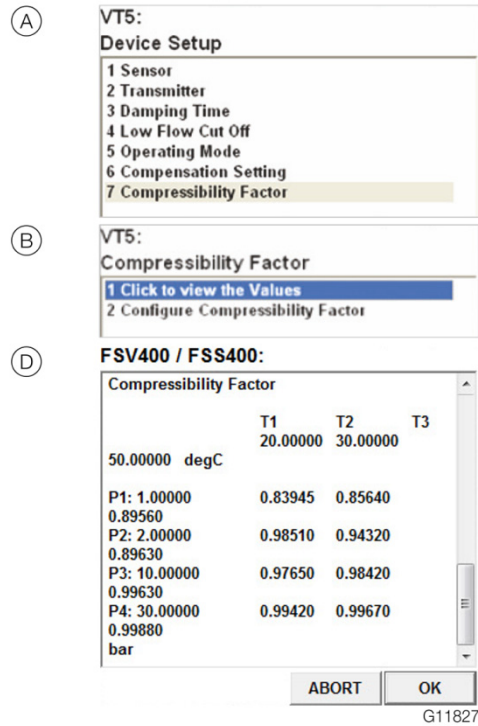 A
VT5:
Device Setup
1 Sensor
2 Transmitter
3 Damping Time
4 Low Flow Cut Off
5 Operating Mode
6 Compensation Setting
7 Compressibility Factor
B
VT5:
Compressibility Factor
1 Click to view the Values
2 Configure Compressibility Factor
D
FSV400 / FSS400:
Compressibility Factor
T1 T2 T3
20.00000 30.00000
50.00000 degC
P1: 1.00000 0.83945 0.85640
0.89560
P2: 2.00000 0.98510 0.94320
0.89630
P3: 10.00000 0.97650 0.98420
0.99630
P4: 30.00000 0.99420 0.99670
0.99880
bar
ABORT OK
G11827